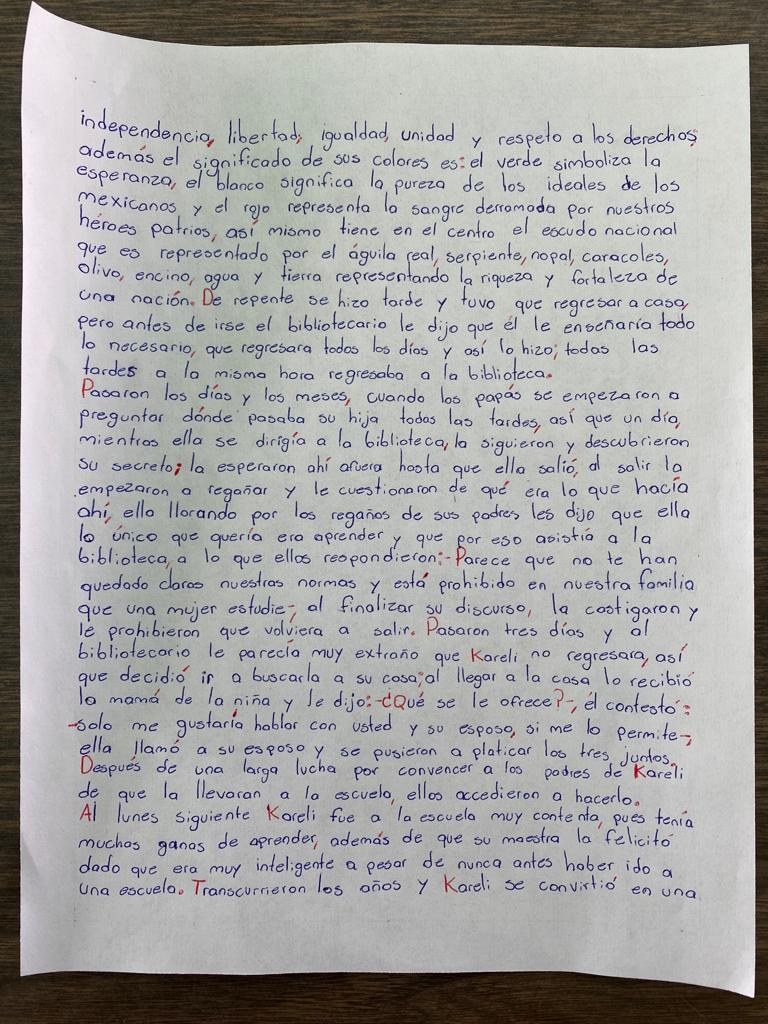 independencia, libertad, igualdad, unidad y respeto a los derechos;
además el significado de sus colores es: el verde simboliza la
esperanza, el blanco significa la pureza de los ideales de los
mexicanos y el rojo representa la sangre derramada por nuestros
héroes patrios, así mismo tiene en el centro el escudo nacional
que es representado por el águila real, serpiente, nopal, caracoles,
olivo, encino, agua y tierra representando la riqueza y fortaleza de
una nación. De repente se hizo tarde y tuvo que regresar a casa,
pero antes de irse el bibliotecario le dijo que él le enseñaría todo
lo necesario, que regresara todos los días y así lo hizo; todas las
tardes a la misma hora regresaba a la biblioteca.
Pasaron los días y los meses, cuando los papás se empezaron a
preguntar dónde pasaba su hija todas las tardes, así que un día,
mientras ella se dirigía a la biblioteca, la siguieron y descubrieron
su secreto; la esperaron ahí afuera hasta que ella salió, al salir la
empezaron a regañar y le cuestionaron de qué era lo que hacía
ahí, ella llorando por los regaños de sus padres les dijo que ella
lo único que quería era aprender y que por eso asistía a la
biblioteca, a lo que ellos respondieron:-Parece que no te han
quedado claras nuestras normas y está prohibido en nuestra familia
que una mujer estudie-, al finalizar su discurso, la castigaron y
le prohibieron que volviera a salir. Pasaron tres días y al
bibliotecario le parecía muy extraño que Kareli no regresara, así
que decidió ir a buscarla a su casa; al llegar a la casa lo recibió
la mamá de la niña y le dijo:-¿Qué se le ofrece?-, él contestó:
-solo me gustaría hablar con usted y su esposo, si me lo permite-,
ella llamó a su esposo y se pusieron a platicar los tres juntos.
Después de una larga lucha por convencer a los padres de Kareli
de que la llevaran a la escuela, ellos accedieron a hacerlo.
Al lunes siguiente Kareli fue a la escuela muy contenta, pues tenía
muchas ganas de aprender, además de que su maestra la felicitó
dado que era muy inteligente a pesar de nunca antes haber ido a
una escuela. Transcurrieron los años y Kareli se convirtió en una